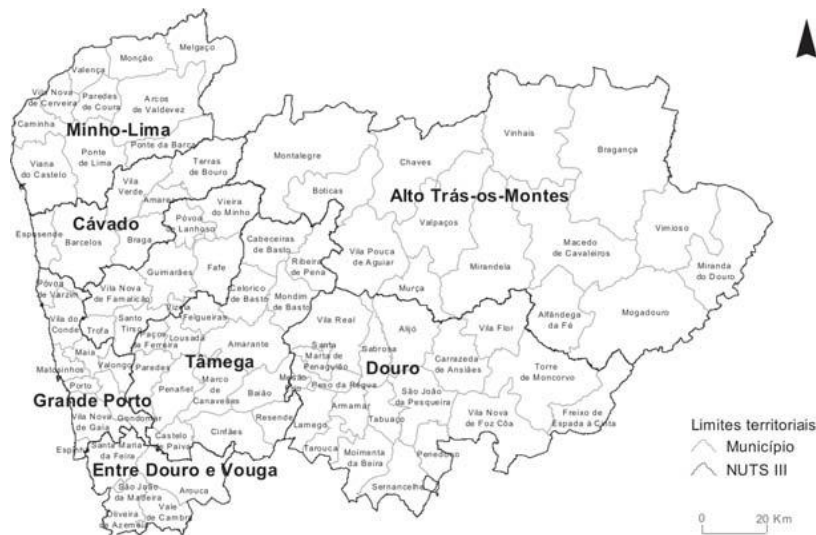 Melgaço
Monção
Valença
Vila Nova
de Cerveira
Paredes
de Coura
Arcos
de Valdevez
Caminha
Minho-Lima
Ponte da Barca
Viana
do Castelo
Ponte
de Lima
Terras
de Bouro
Montalegre
Chaves
Vinhais
Bragança
Boticas
Alto Trás-os-Montes
Vila
Verde
Amares
Vieira
do Minho
Póvoa
de Lanhoso
Cávado
Esposende
Barcelos
Braga
Valpaços
Vimioso
Cabeceiras
de Basto
Vila Pouca
de Aguiar
Macedo
de Cavaleiros
Ribeira
de Pena
Guimarães
Fafe
Mirandela
Miranda
do Douro
Póvoa
de Varzim
Vila Nova
de Famalicão
Celorico
de Basto
Mondim
de Basto
Murça
Alfândega
da Fé
Mogadouro
Vizela
Felgueiras
Vila do
Conde
Trofa
Santo
Tirso
Paços
de Ferreira
Lousada
Amarante
Vila Real
Alijó
Vila Flor
Maia
Matosinhos
Valongo
Paredes
Tâmega
Santa
Marta de
Penaguião
Sabrosa
Douro
Carrazeda
de Ansiães
Torre
de Moncorvo
Porto
Penafiel
Marco
de
Canaveses
Baião
Mesão
Frio
Peso da Régua
São João
da Pesqueira
Grande Porto
Vila Nova
de Gaia
Gondomar
Resende
Armamar
Tabuaço
Vila Nova
de Foz Côa
Freixo de
Espada à Cinta
Castelo
de Paiva
Cinfães
Lamego
Espinho
Santa Maria
da Feira
Tarouca
Moimenta
da Beira
Penedono
Entre Douro e Vouga
São João
da Madeira
Arouca
Sernancelhe
Oliveira
de Azeméis
Vale
de Cambra
Limites territoriais
Município
NUTS III
0 20 Km